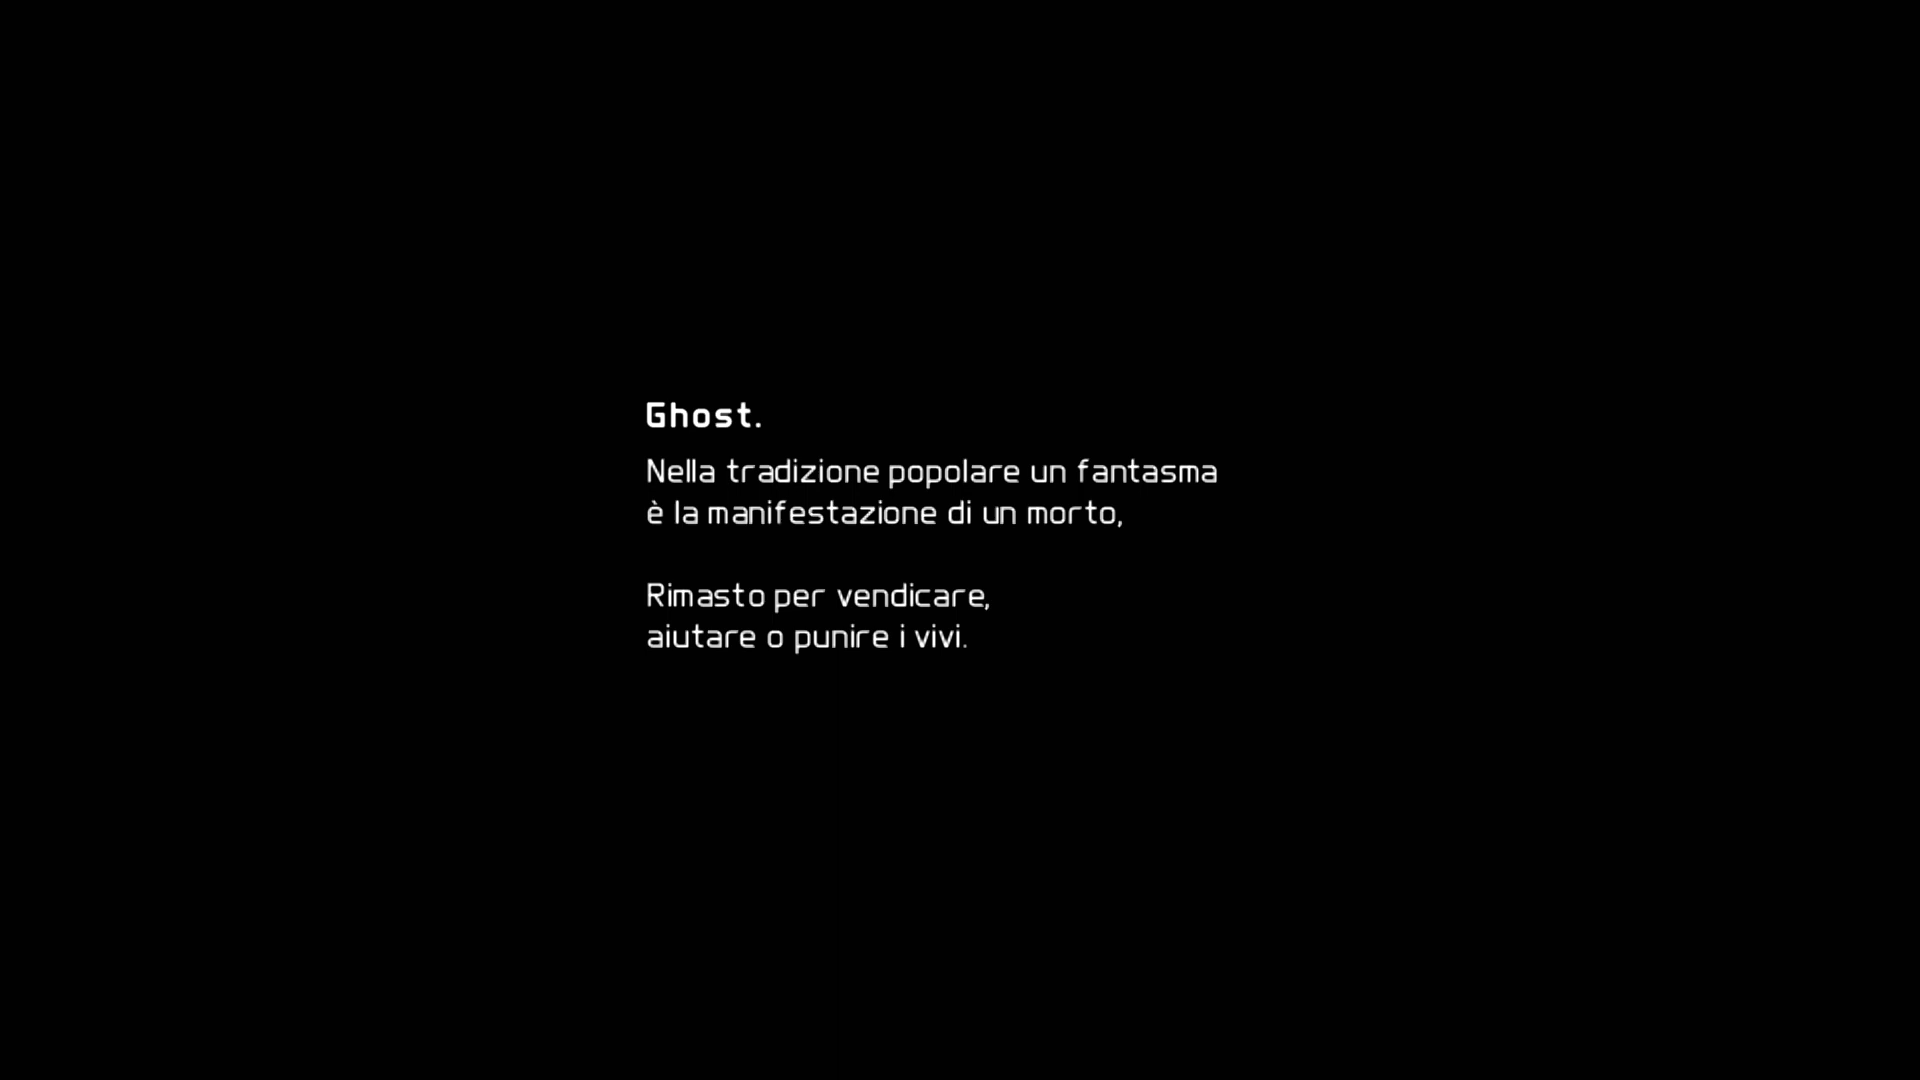 Ghost.
Nella tradizione popolare un fantasma
è la manifestazione di un morto,
Rimasto per vendicare,
aiutare o punire i vivi.